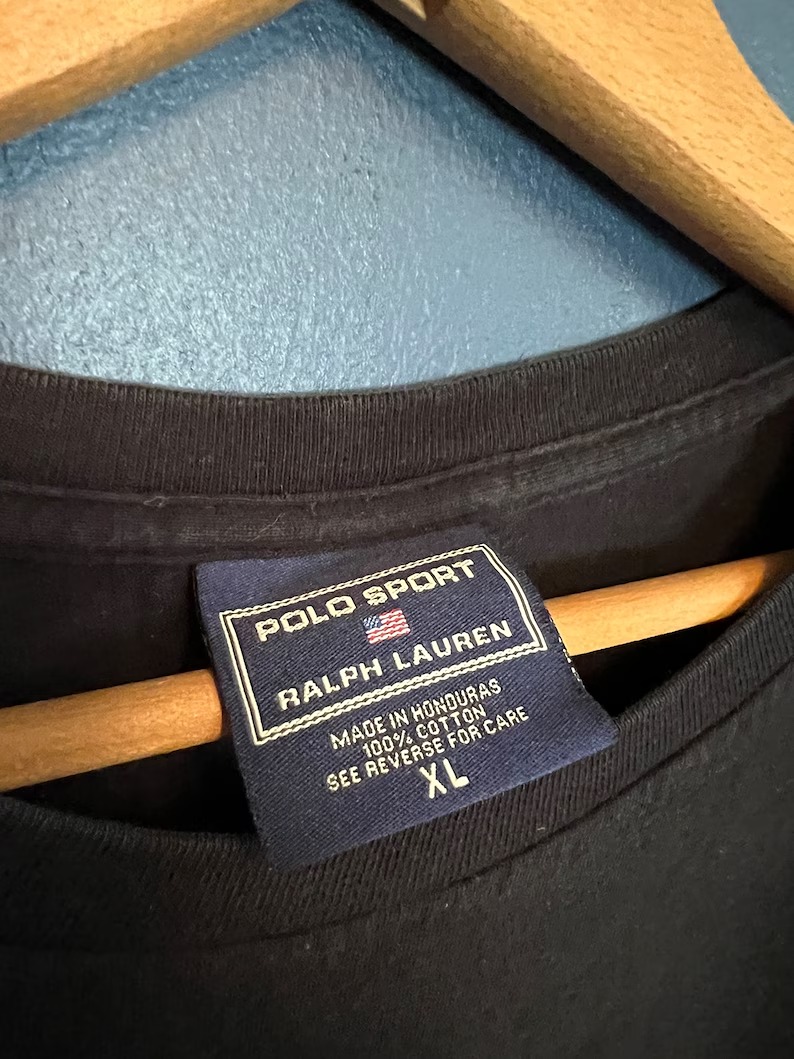 POLO SPORT
RALPH LAUREN
MADE IN HONDURAS
100% COTTON
SEE REVERSE FOR CARE
XL